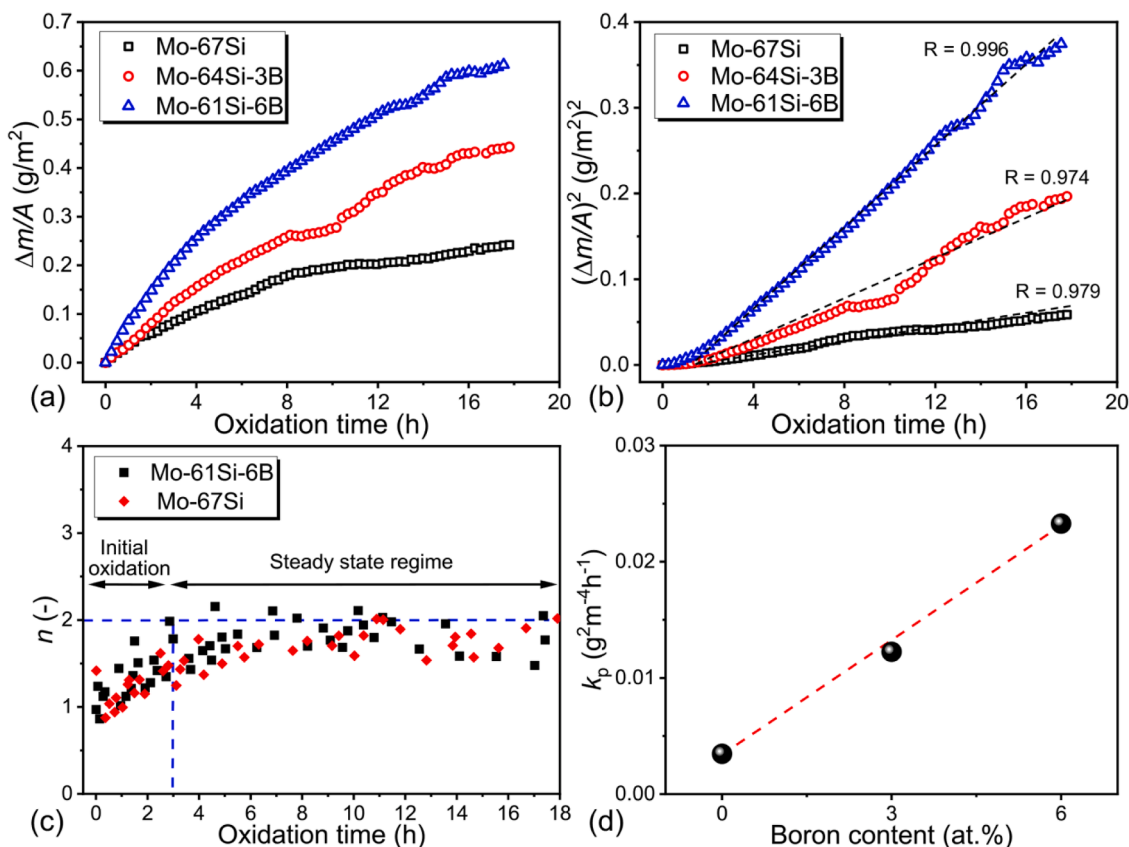 Mo-67Si
Mo-64Si-3B
Mo-61Si-6B
0.7
0.6
0.5
0.4
0.3
0.2
0.1
0.0
Δm/A (g/m²)
0 4 8 12 16 20
(a) Oxidation time (h)
Mo-67Si
Mo-64Si-3B
Mo-61Si-6B
R = 0.996
R = 0.974
R = 0.979
0.4
0.3
0.2
0.1
0.0
(Δm/A)² (g/m²)²
0 2 4 6 8 10 12 14 16 18 20
(b) Oxidation time (h)
Mo-61Si-6B
Mo-67Si
Initial
oxidation
Steady state regime
4
3
2
1
0
n (-)
0 2 4 6 8 10 12 14 16 18
(c) Oxidation time (h)
0.03
0.02
0.01
0.00
kₚ (g²m⁻⁴h⁻¹)
0 3 6
(d) Boron content (at.%)